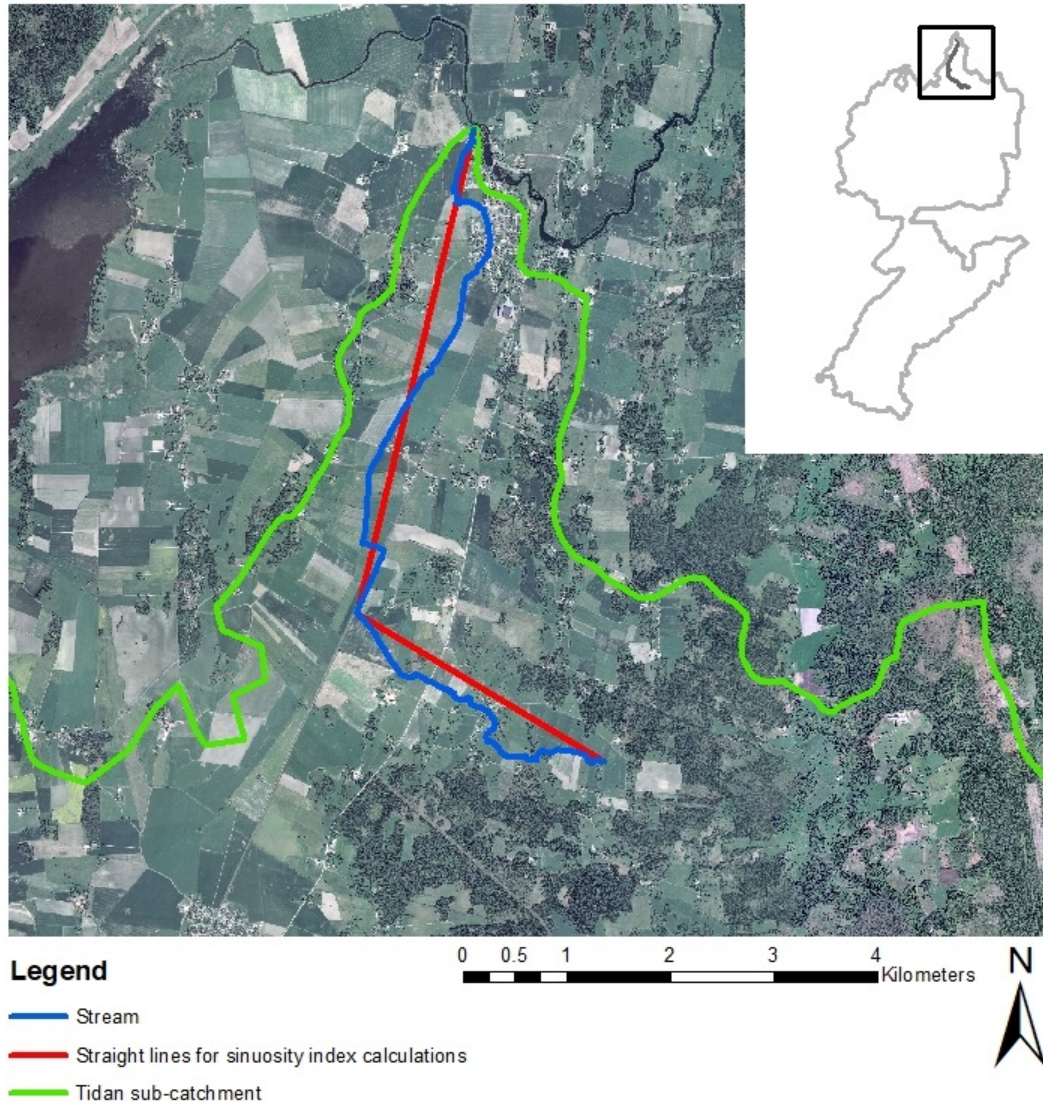 Legend
0 0.5 1 2 3 4
Kilometers
N
Stream
Straight lines for sinuosity index calculations
Tidan sub-catchment